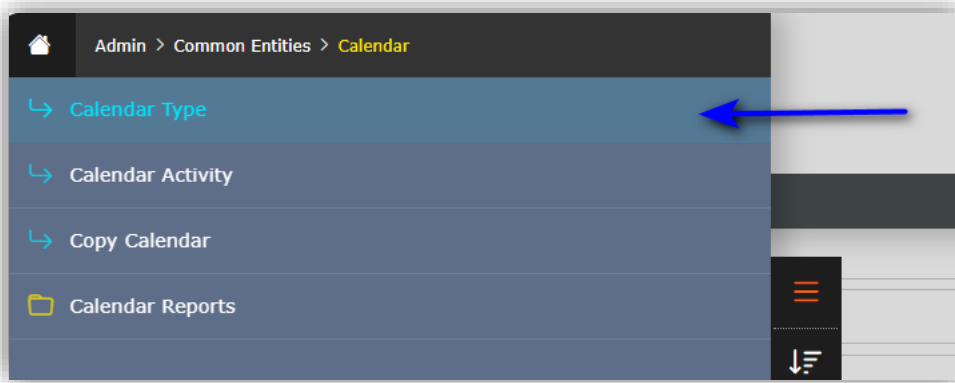 Admin > Common Entities > Calendar
Calendar Type
Calendar Activity
Copy Calendar
Calendar Reports